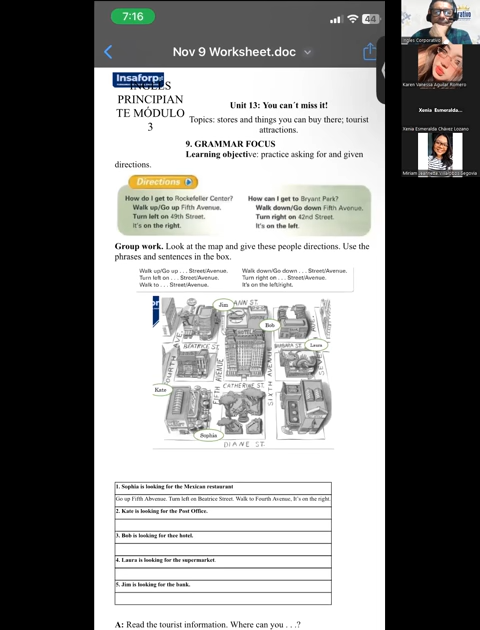 7:16
44
Nov 9 Worksheet.doc
Insaforp
INGLÉS
PRINCIPIAN
TE MÓDULO
3
Unit 13: You can´t miss it!
Topics: stores and things you can buy there; tourist
attractions.
9. GRAMMAR FOCUS
Learning objective: practice asking for and given
directions.
Directions
How do I get to Rockefeller Center?
Walk up/Go up Fifth Avenue.
Turn left on 49th Street.
It's on the right.
How can I get to Bryant Park?
Walk down/Go down Fifth Avenue.
Turn right on 42nd Street.
It's on the left.
Group work. Look at the map and give these people directions. Use the
phrases and sentences in the box.
Walk up/Go up . . . Street/Avenue.
Turn left on . . . Street/Avenue.
Walk to . . . Street/Avenue.
Walk down/Go down . . . Street/Avenue.
Turn right on . . . Street/Avenue.
It's on the left/right.
Jim
ANN ST.
Bob
BEATRICE ST.
BARBARA ST.
Laura
FIFTH AVENUE
SIXTH AVENUE
CATHERINE ST.
Kate
Sophia
DIANE ST.
1. Sophia is looking for the Mexican restaurant
Go up Fifth Abvenue. Turn left on Beatrice Street. Walk to Fourth Avenue. It's on the right
2. Kate is looking for the Post Office.
3. Bob is looking for thee hotel.
4. Laura is looking for the supermarket.
5. Jim is looking for the bank.
A: Read the tourist information. Where can you . . .?
Ingles Corporativo
Karen Vanessa Aguilar Romero
Xenia Esmeralda...
Xenia Esmeralda Chávez Lozano